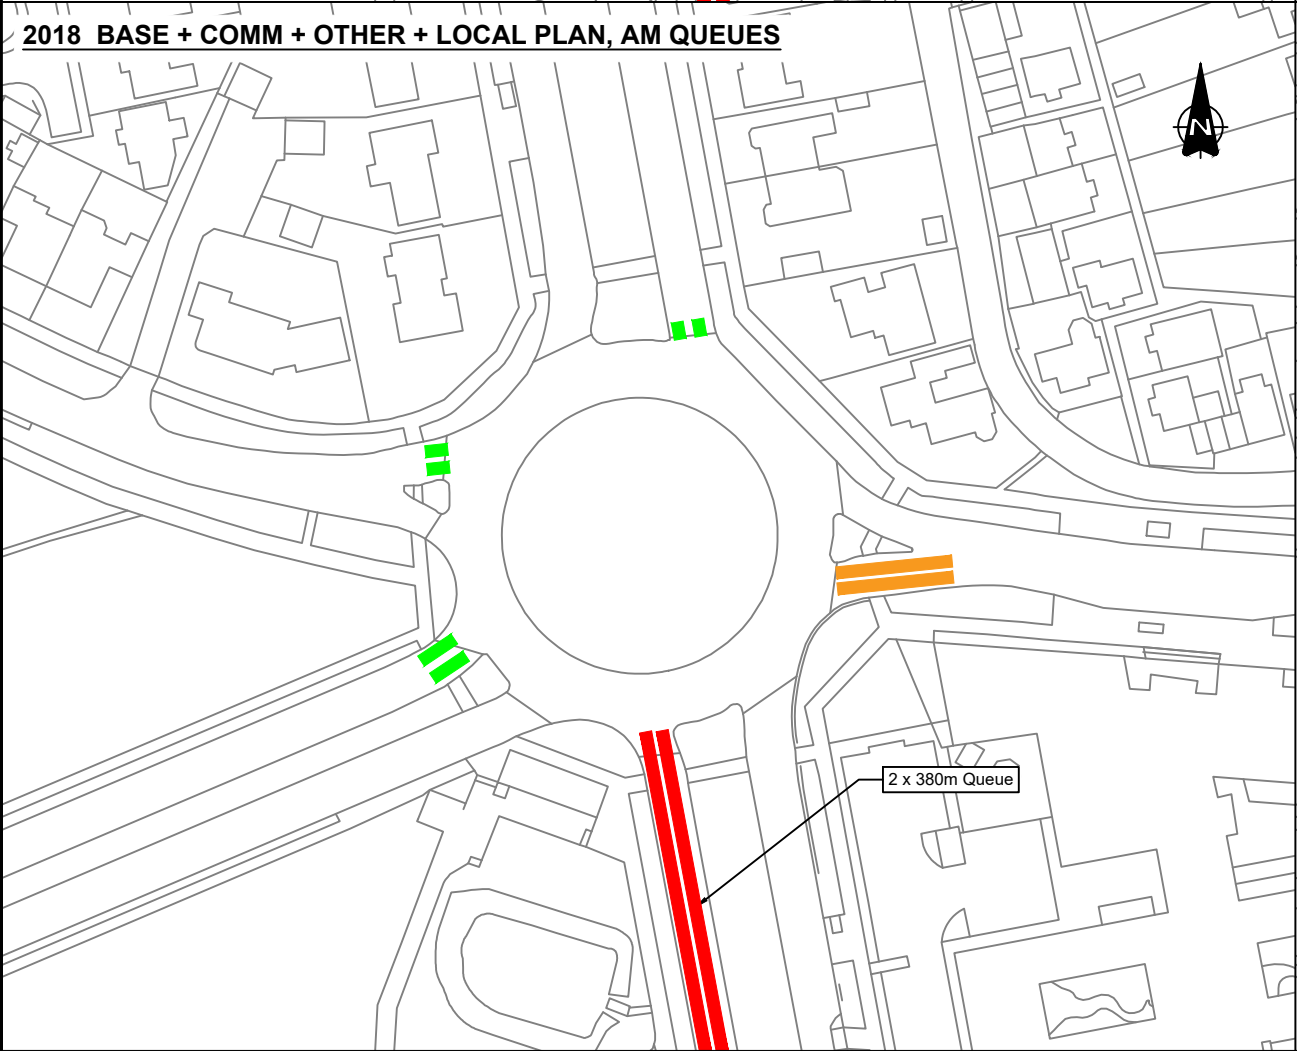 2018 BASE + COMM + OTHER + LOCAL PLAN, AM QUEUES
N
2 x 380m Queue